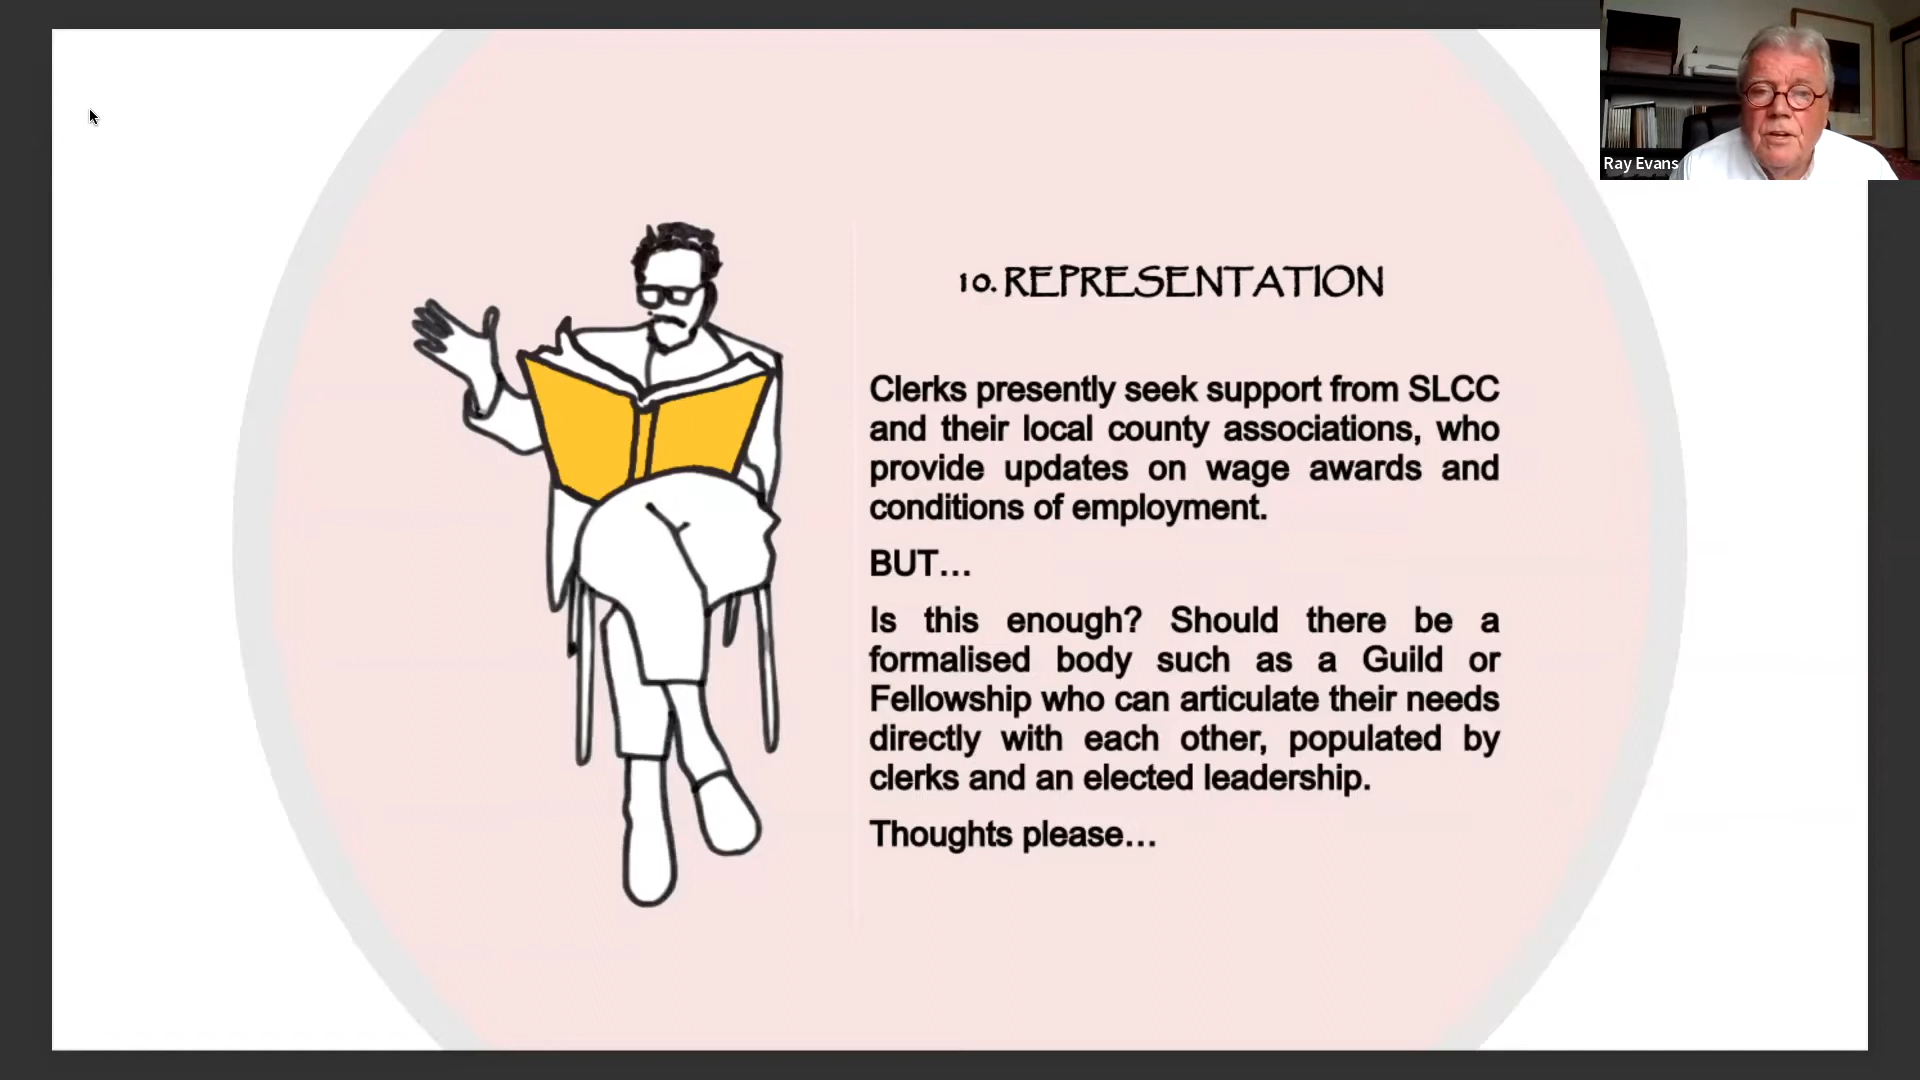 Ray Evans
10. REPRESENTATION
Clerks presently seek support from SLCC
and their local county associations, who
provide updates on wage awards and
conditions of employment.
BUT…
Is this enough? Should there be a
formalised body such as a Guild or
Fellowship who can articulate their needs
directly with each other, populated by
clerks and an elected leadership.
Thoughts please…